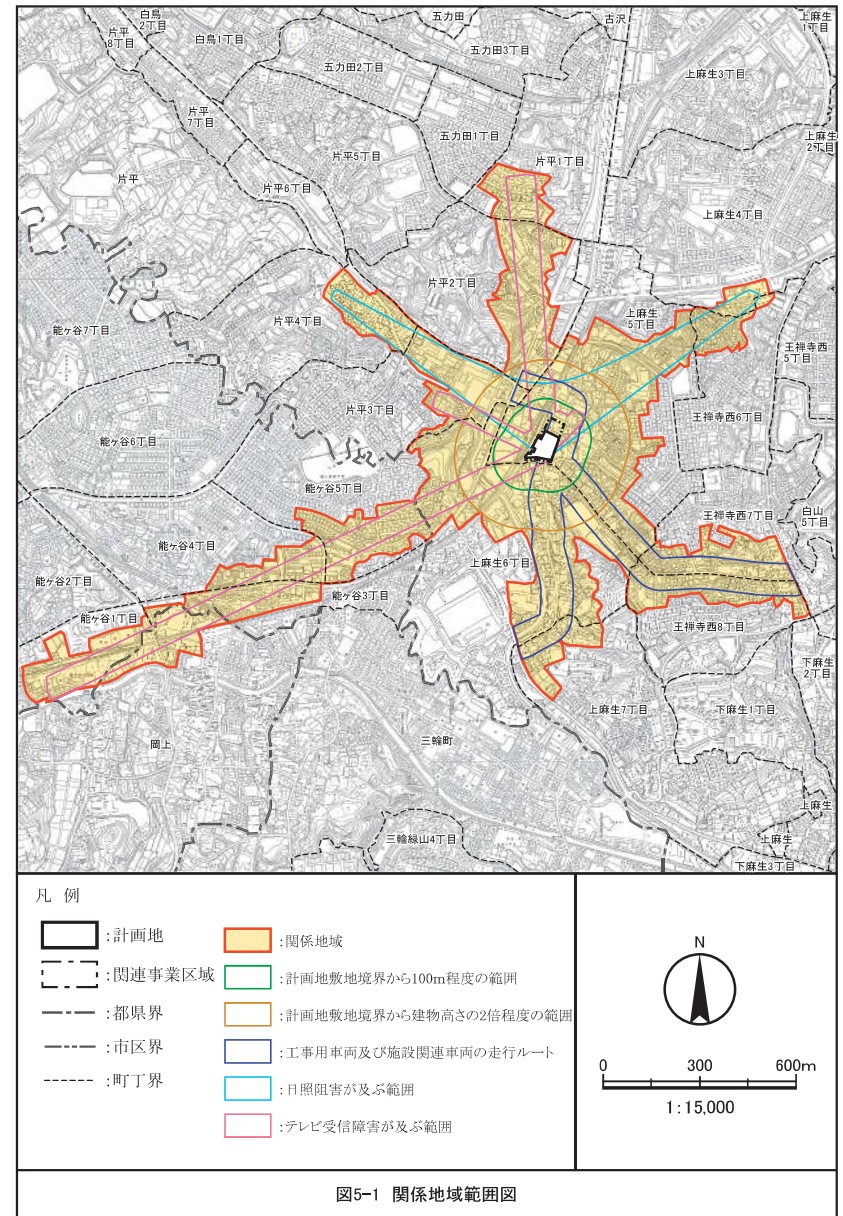 白鳥
2丁目
片平
8丁目
白鳥1丁目
五力田
古沢
上麻生
1丁目
五力田3丁目
五力田2丁目
上麻生3丁目
片平
7丁目
五力田1丁目
上麻生
2丁目
片平5丁目
片平1丁目
片平
片平6丁目
上麻生4丁目
片平2丁目
片平4丁目
上麻生
5丁目
能ヶ谷7丁目
王禅寺西
5丁目
片平3丁目
王禅寺西6丁目
能ヶ谷6丁目
能ヶ谷5丁目
王禅寺西7丁目
白山
5丁目
能ヶ谷4丁目
上麻生6丁目
能ヶ谷2丁目
能ヶ谷3丁目
能ヶ谷1丁目
王禅寺西8丁目
下麻生
2丁目
上麻生7丁目
下麻生1丁目
岡上
三輪町
上麻生
三輪緑山4丁目
上麻生
下麻生3丁目
凡 例
:計画地
:関連事業区域
:都県界
:市区界
:町丁界
:関係地域
:計画地敷地境界から100m程度の範囲
:計画地敷地境界から建物高さの2倍程度の範囲
:工事用車両及び施設関連車両の走行ルート
:日照阻害が及ぶ範囲
:テレビ受信障害が及ぶ範囲
N
0 300 600m
1:15,000
図5-1 関係地域範囲図